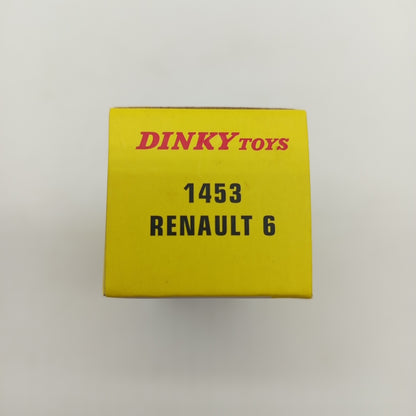 DINKY TOYS
1453
RENAULT 6